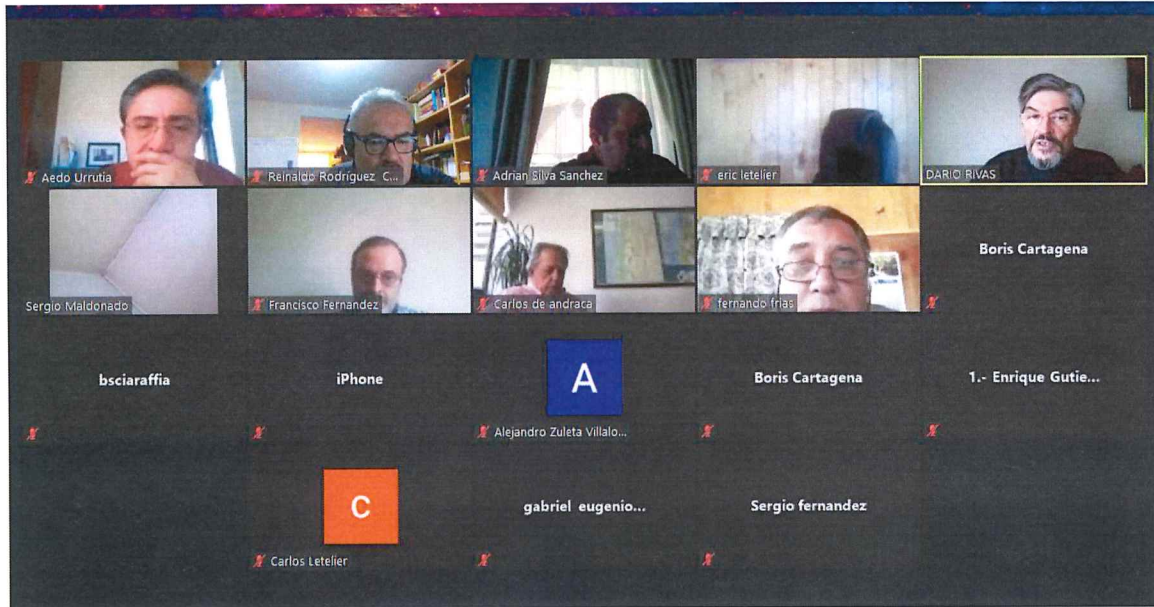 Aedo Urrutia
Reinaldo Rodríguez C...
Adrian Silva Sanchez
eric letelier
DARIO RIVAS
Sergio Maldonado
Francisco Fernandez
Carlos de andraca
fernando frias
Boris Cartagena
bsciaraffia
iPhone
A
Alejandro Zuleta Villalo...
Boris Cartagena
1.- Enrique Gutie...
C
Carlos Letelier
gabriel eugenio...
Sergio fernandez